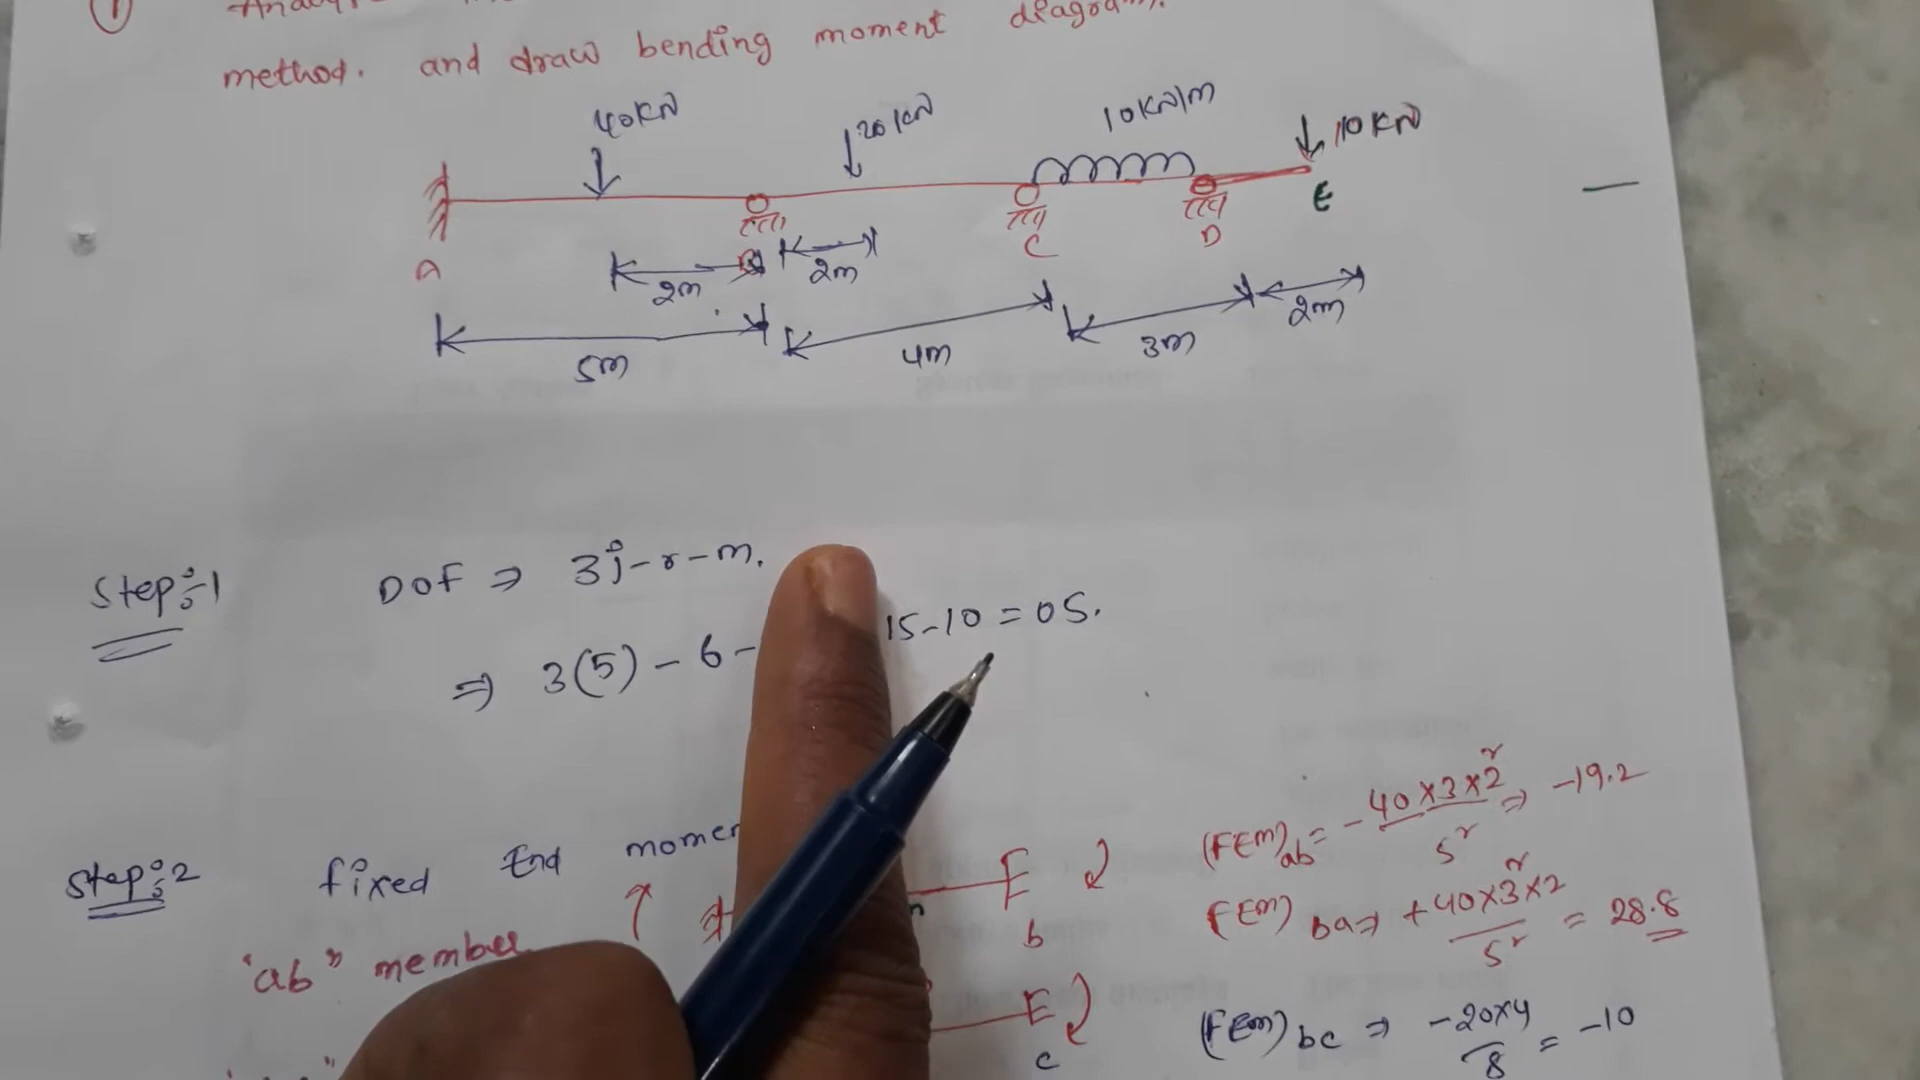 ①
method. and draw bending moment diagram.
40KN 20KN 10KN/m 10KN
A B C D E
2m 2m
5m 4m 3m 2m
Step:-1 DOF ⇒ 3j-r-m.
⇒ 3(5) - 6 - 15-10 = 05.
Step:2 fixed End
"ab" member
b
(FEM)ab = - 40×3×2² / 5² ⇒ -19.2
(FEM) ba ⇒ + 40×3²×2 / 5² = 28.8
c
(FEM) bc ⇒ -20×4 / 8 = -10